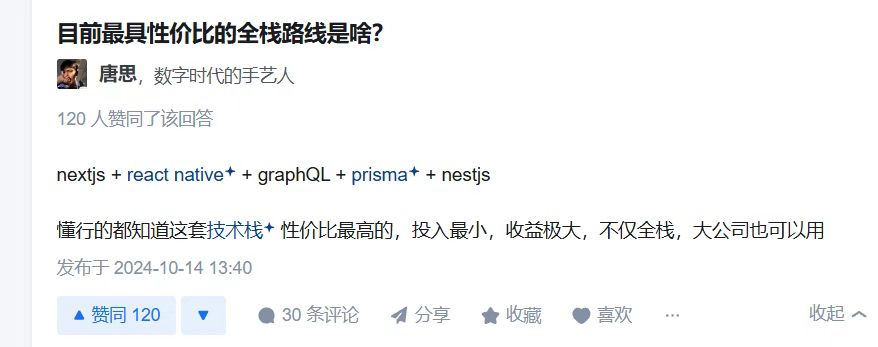 目前最具性价比的全栈路线是啥？
唐思，数字时代的手艺人
120 人赞同了该回答
nextjs + react native + graphQL + prisma + nestjs
懂行的都知道这套技术栈 性价比最高的，投入最小，收益极大，不仅全栈，大公司也可以用
发布于 2024-10-14 13:40
赞同 120 30 条评论 分享 收藏 喜欢 ··· 收起